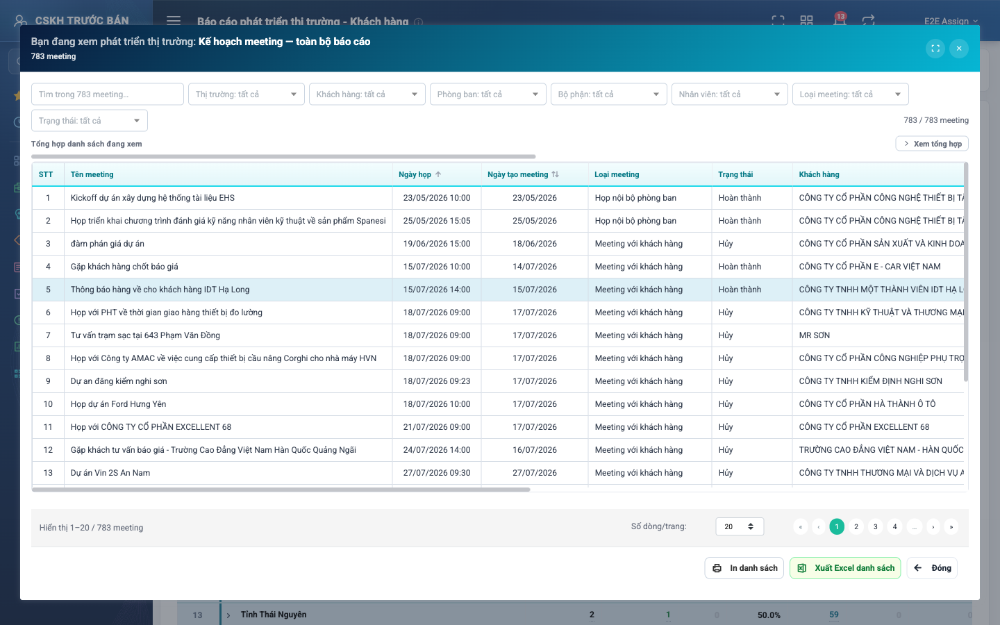 CSKH TRƯỚC BÁN
Báo cáo phát triển thị trường - Khách hàng
13
E2E Assign
Bạn đang xem phát triển thị trường: Kế hoạch meeting — toàn bộ báo cáo
783 meeting
Tìm trong 783 meeting...
Thị trường: tất cả
Khách hàng: tất cả
Phòng ban: tất cả
Bộ phận: tất cả
Nhân viên: tất cả
Loại meeting: tất cả
Trạng thái: tất cả
783 / 783 meeting
Tổng hợp danh sách đang xem
Xem tổng hợp
STT Tên meeting Ngày họp Ngày tạo meeting Loại meeting Trạng thái Khách hàng
1 Kickoff dự án xây dựng hệ thống tài liệu EHS 23/05/2026 10:00 23/05/2026 Họp nội bộ phòng ban Hoàn thành CÔNG TY CỔ PHẦN CÔNG NGHỆ THIẾT BỊ TÂ
2 Họp triển khai chương trình đánh giá kỹ năng nhân viên kỹ thuật về sản phẩm Spanesi 25/05/2026 15:05 25/05/2026 Họp nội bộ phòng ban Hoàn thành CÔNG TY CỔ PHẦN CÔNG NGHỆ THIẾT BỊ TÂ
3 đàm phán giá dự án 19/06/2026 15:00 18/06/2026 Meeting với khách hàng Hủy CÔNG TY CỔ PHẦN SẢN XUẤT VÀ KINH DOA
4 Gặp khách hàng chốt báo giá 15/07/2026 10:00 14/07/2026 Meeting với khách hàng Hoàn thành CÔNG TY CỔ PHẦN E - CAR VIỆT NAM
5 Thông báo hàng về cho khách hàng IDT Hạ Long 15/07/2026 14:00 15/07/2026 Meeting với khách hàng Hoàn thành CÔNG TY TNHH MỘT THÀNH VIÊN IDT HẠ L
6 Họp với PHT về thời gian giao hàng thiết bị đo lường 18/07/2026 09:00 17/07/2026 Meeting với khách hàng Hủy CÔNG TY TNHH KỸ THUẬT VÀ THƯƠNG MẠI
7 Tư vấn trạm sạc tại 643 Phạm Văn Đồng 18/07/2026 09:00 17/07/2026 Meeting với khách hàng Hủy MR SƠN
8 Họp với Công ty AMAC về việc cung cấp thiết bị cầu nâng Corghi cho nhà máy HVN 18/07/2026 09:00 17/07/2026 Meeting với khách hàng Hủy CÔNG TY CỔ PHẦN CÔNG NGHIỆP PHỤ TRỢ
9 Dự an đăng kiểm nghi sơn 18/07/2026 09:23 17/07/2026 Meeting với khách hàng Hủy CÔNG TY TNHH KIỂM ĐỊNH NGHI SƠN
10 Họp dự án Ford Hưng Yên 18/07/2026 10:00 17/07/2026 Meeting với khách hàng Hủy CÔNG TY CỔ PHẦN HÀ THÀNH Ô TÔ
11 Họp với CÔNG TY CỔ PHẦN EXCELLENT 68 21/07/2026 09:00 17/07/2026 Meeting với khách hàng Hủy CÔNG TY CỔ PHẦN EXCELLENT 68
12 Gặp khách tư vấn báo giá - Trường Cao Đẳng Việt Nam Hàn Quốc Quảng Ngãi 24/07/2026 14:00 16/07/2026 Meeting với khách hàng Hủy TRƯỜNG CAO ĐẲNG VIỆT NAM - HÀN QUỐC
13 Dự án Vin 2S An Nam 27/07/2026 09:30 27/07/2026 Meeting với khách hàng Hủy CÔNG TY TNHH THƯƠNG MẠI VÀ DỊCH VỤ A
Hiển thị 1–20 / 783 meeting
Số dòng/trang: 20
« ‹ 1 2 3 4 ... › »
In danh sách
Xuất Excel danh sách
Đóng
13 Tỉnh Thái Nguyên 2 1 0 50.0% 59 0 0